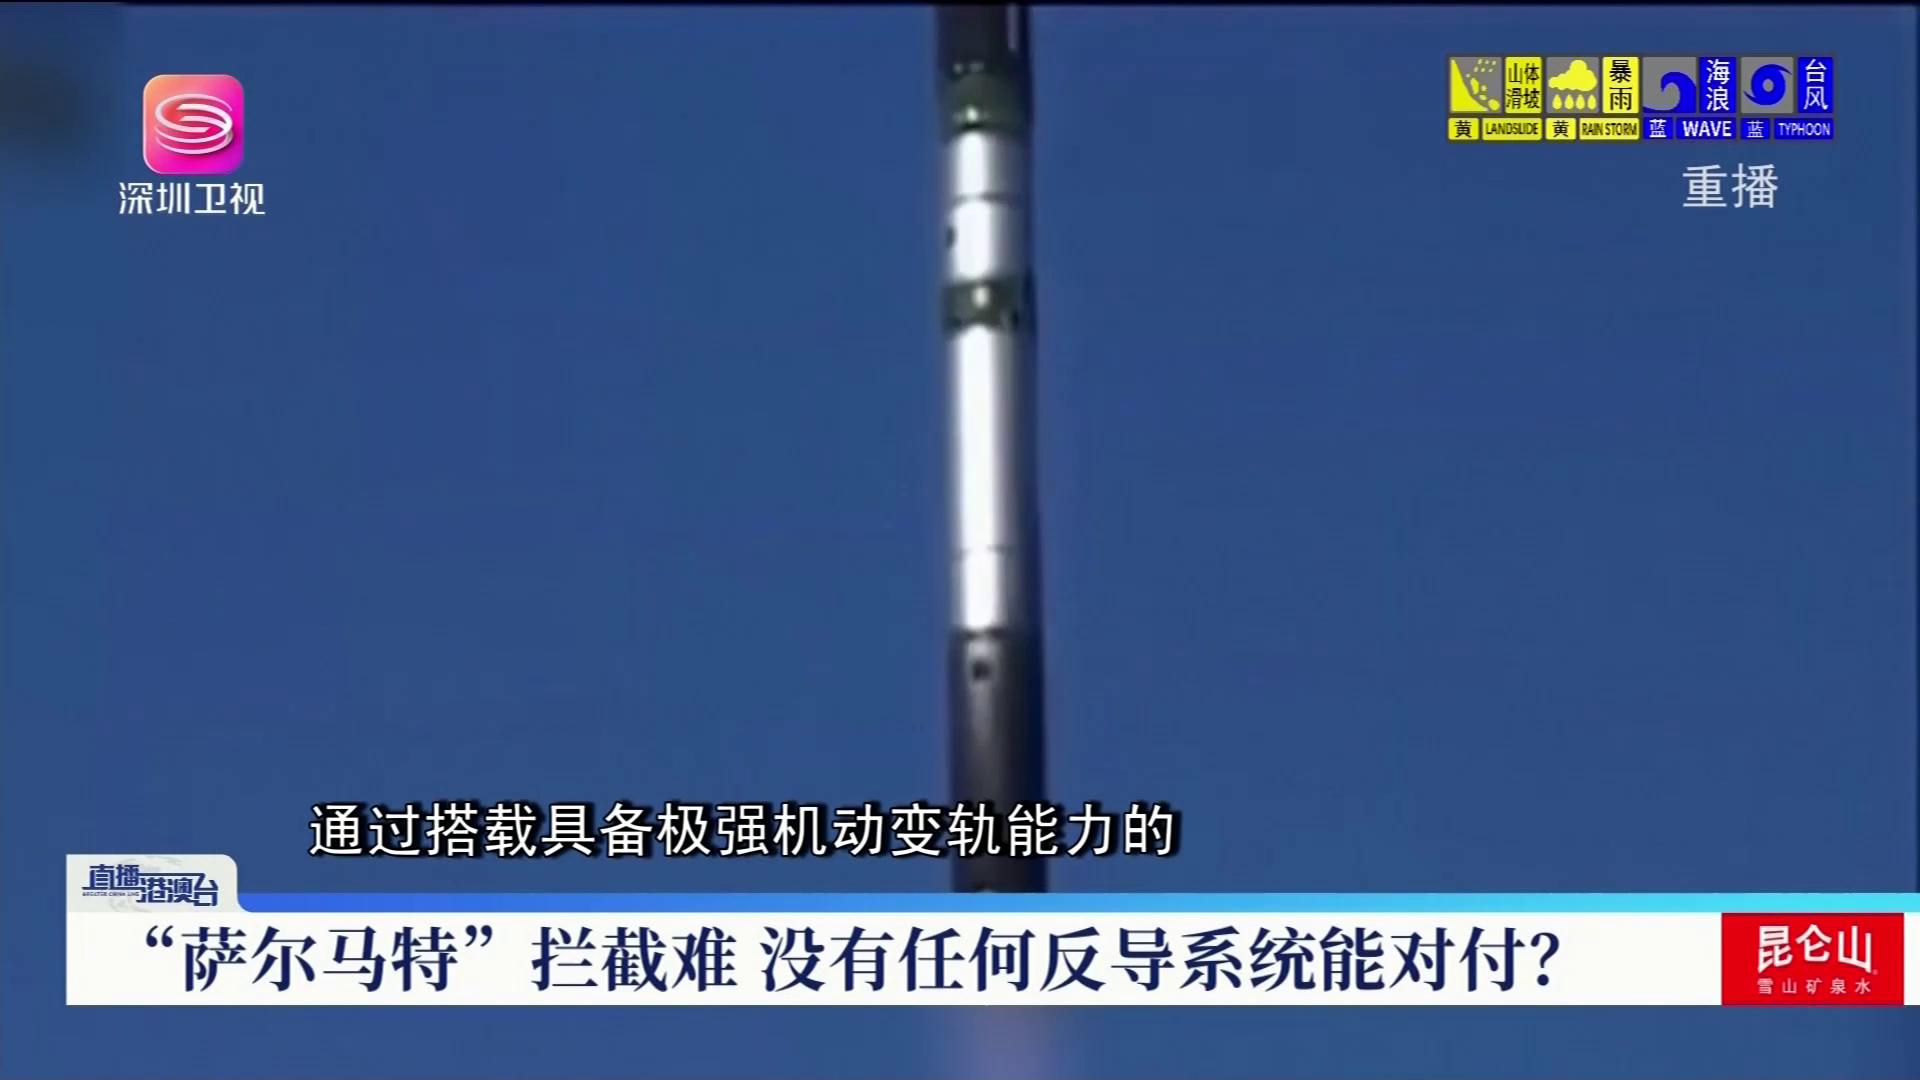 深圳卫视
山体滑坡
黄 LANDSLIDE
暴雨
黄 RAIN STORM
海浪
蓝 WAVE
台风
蓝 TYPHOON
重播
通过搭载具备极强机动变轨能力的
直播港澳台
“萨尔马特”拦截难 没有任何反导系统能对付?
昆仑山
雪山矿泉水